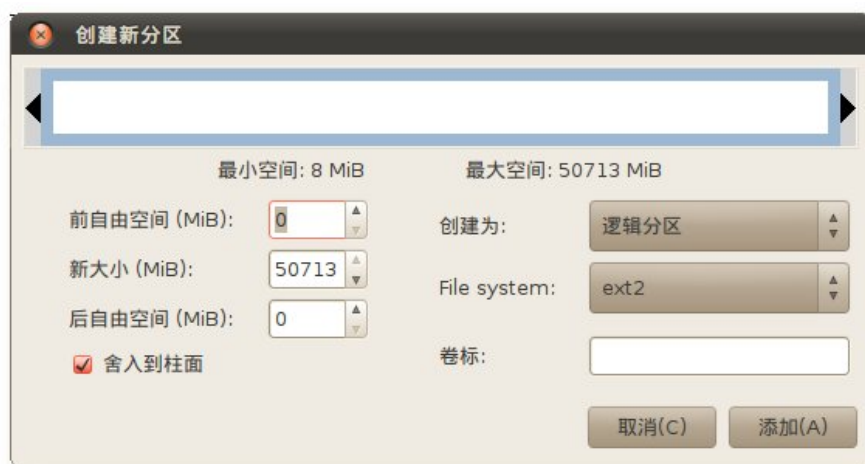 创建新分区
最小空间: 8 MiB 最大空间: 50713 MiB
前自由空间 (MiB): 0 创建为: 逻辑分区
新大小 (MiB): 50713 File system: ext2
后自由空间 (MiB): 0
舍入到柱面 卷标:
取消(C) 添加(A)